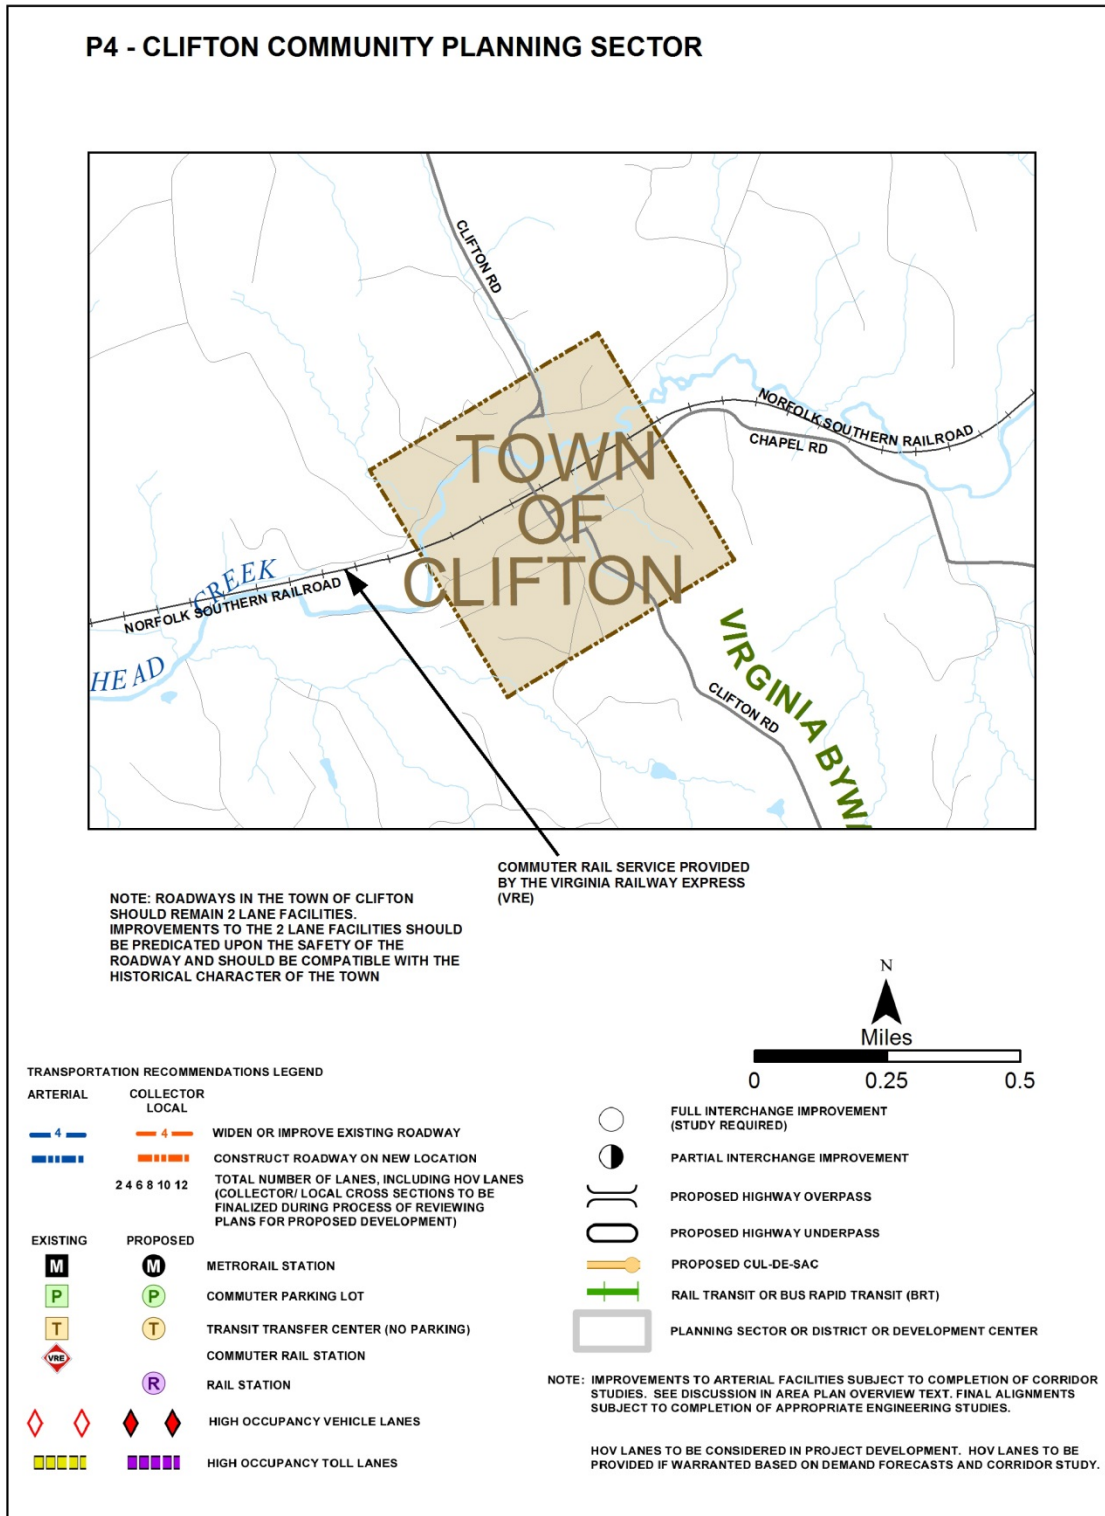 P4 - CLIFTON COMMUNITY PLANNING SECTOR
CLIFTON RD
NORFOLK SOUTHERN RAILROAD
CHAPEL RD
TOWN
OF
CLIFTON
CREEK
NORFOLK SOUTHERN RAILROAD
HEAD
VIRGINIA BYWA
CLIFTON RD
COMMUTER RAIL SERVICE PROVIDED
BY THE VIRGINIA RAILWAY EXPRESS
(VRE)
NOTE: ROADWAYS IN THE TOWN OF CLIFTON
SHOULD REMAIN 2 LANE FACILITIES.
IMPROVEMENTS TO THE 2 LANE FACILITIES SHOULD
BE PREDICATED UPON THE SAFETY OF THE
ROADWAY AND SHOULD BE COMPATIBLE WITH THE
HISTORICAL CHARACTER OF THE TOWN
N
Miles
0 0.25 0.5
TRANSPORTATION RECOMMENDATIONS LEGEND
ARTERIAL COLLECTOR
LOCAL
4 4 WIDEN OR IMPROVE EXISTING ROADWAY
CONSTRUCT ROADWAY ON NEW LOCATION
2 4 6 8 10 12 TOTAL NUMBER OF LANES, INCLUDING HOV LANES
(COLLECTOR/ LOCAL CROSS SECTIONS TO BE
FINALIZED DURING PROCESS OF REVIEWING
PLANS FOR PROPOSED DEVELOPMENT)
EXISTING PROPOSED
M M METRORAIL STATION
P P COMMUTER PARKING LOT
T T TRANSIT TRANSFER CENTER (NO PARKING)
VRE COMMUTER RAIL STATION
R RAIL STATION
HIGH OCCUPANCY VEHICLE LANES
HIGH OCCUPANCY TOLL LANES
FULL INTERCHANGE IMPROVEMENT
(STUDY REQUIRED)
PARTIAL INTERCHANGE IMPROVEMENT
PROPOSED HIGHWAY OVERPASS
PROPOSED HIGHWAY UNDERPASS
PROPOSED CUL-DE-SAC
RAIL TRANSIT OR BUS RAPID TRANSIT (BRT)
PLANNING SECTOR OR DISTRICT OR DEVELOPMENT CENTER
NOTE: IMPROVEMENTS TO ARTERIAL FACILITIES SUBJECT TO COMPLETION OF CORRIDOR
STUDIES. SEE DISCUSSION IN AREA PLAN OVERVIEW TEXT. FINAL ALIGNMENTS
SUBJECT TO COMPLETION OF APPROPRIATE ENGINEERING STUDIES.
HOV LANES TO BE CONSIDERED IN PROJECT DEVELOPMENT. HOV LANES TO BE
PROVIDED IF WARRANTED BASED ON DEMAND FORECASTS AND CORRIDOR STUDY.